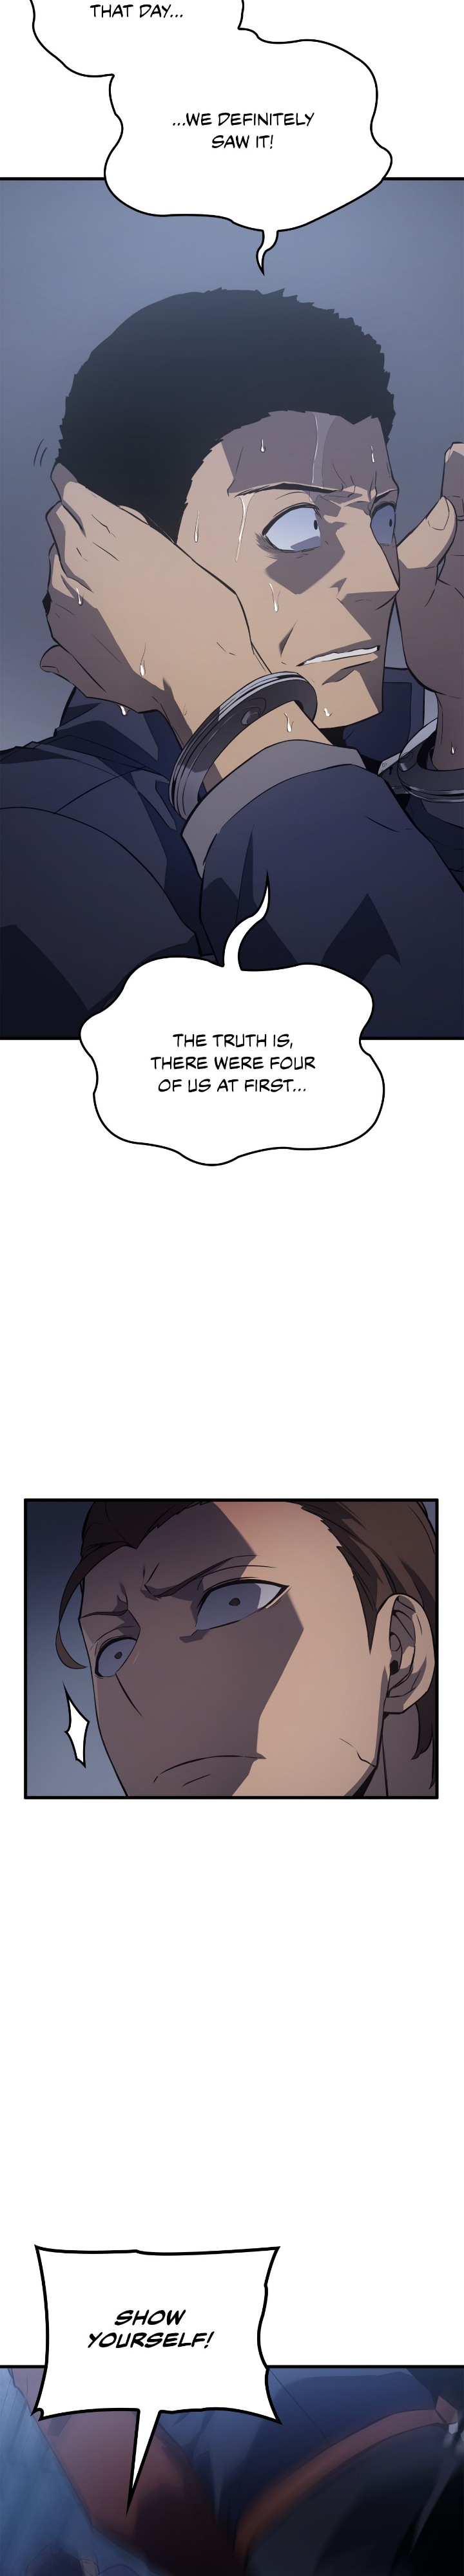 THAT DAY...
...WE DEFINITELY
SAW IT!
THE TRUTH IS,
THERE WERE FOUR
OF US AT FIRST...
SHOW
YOURSELF!